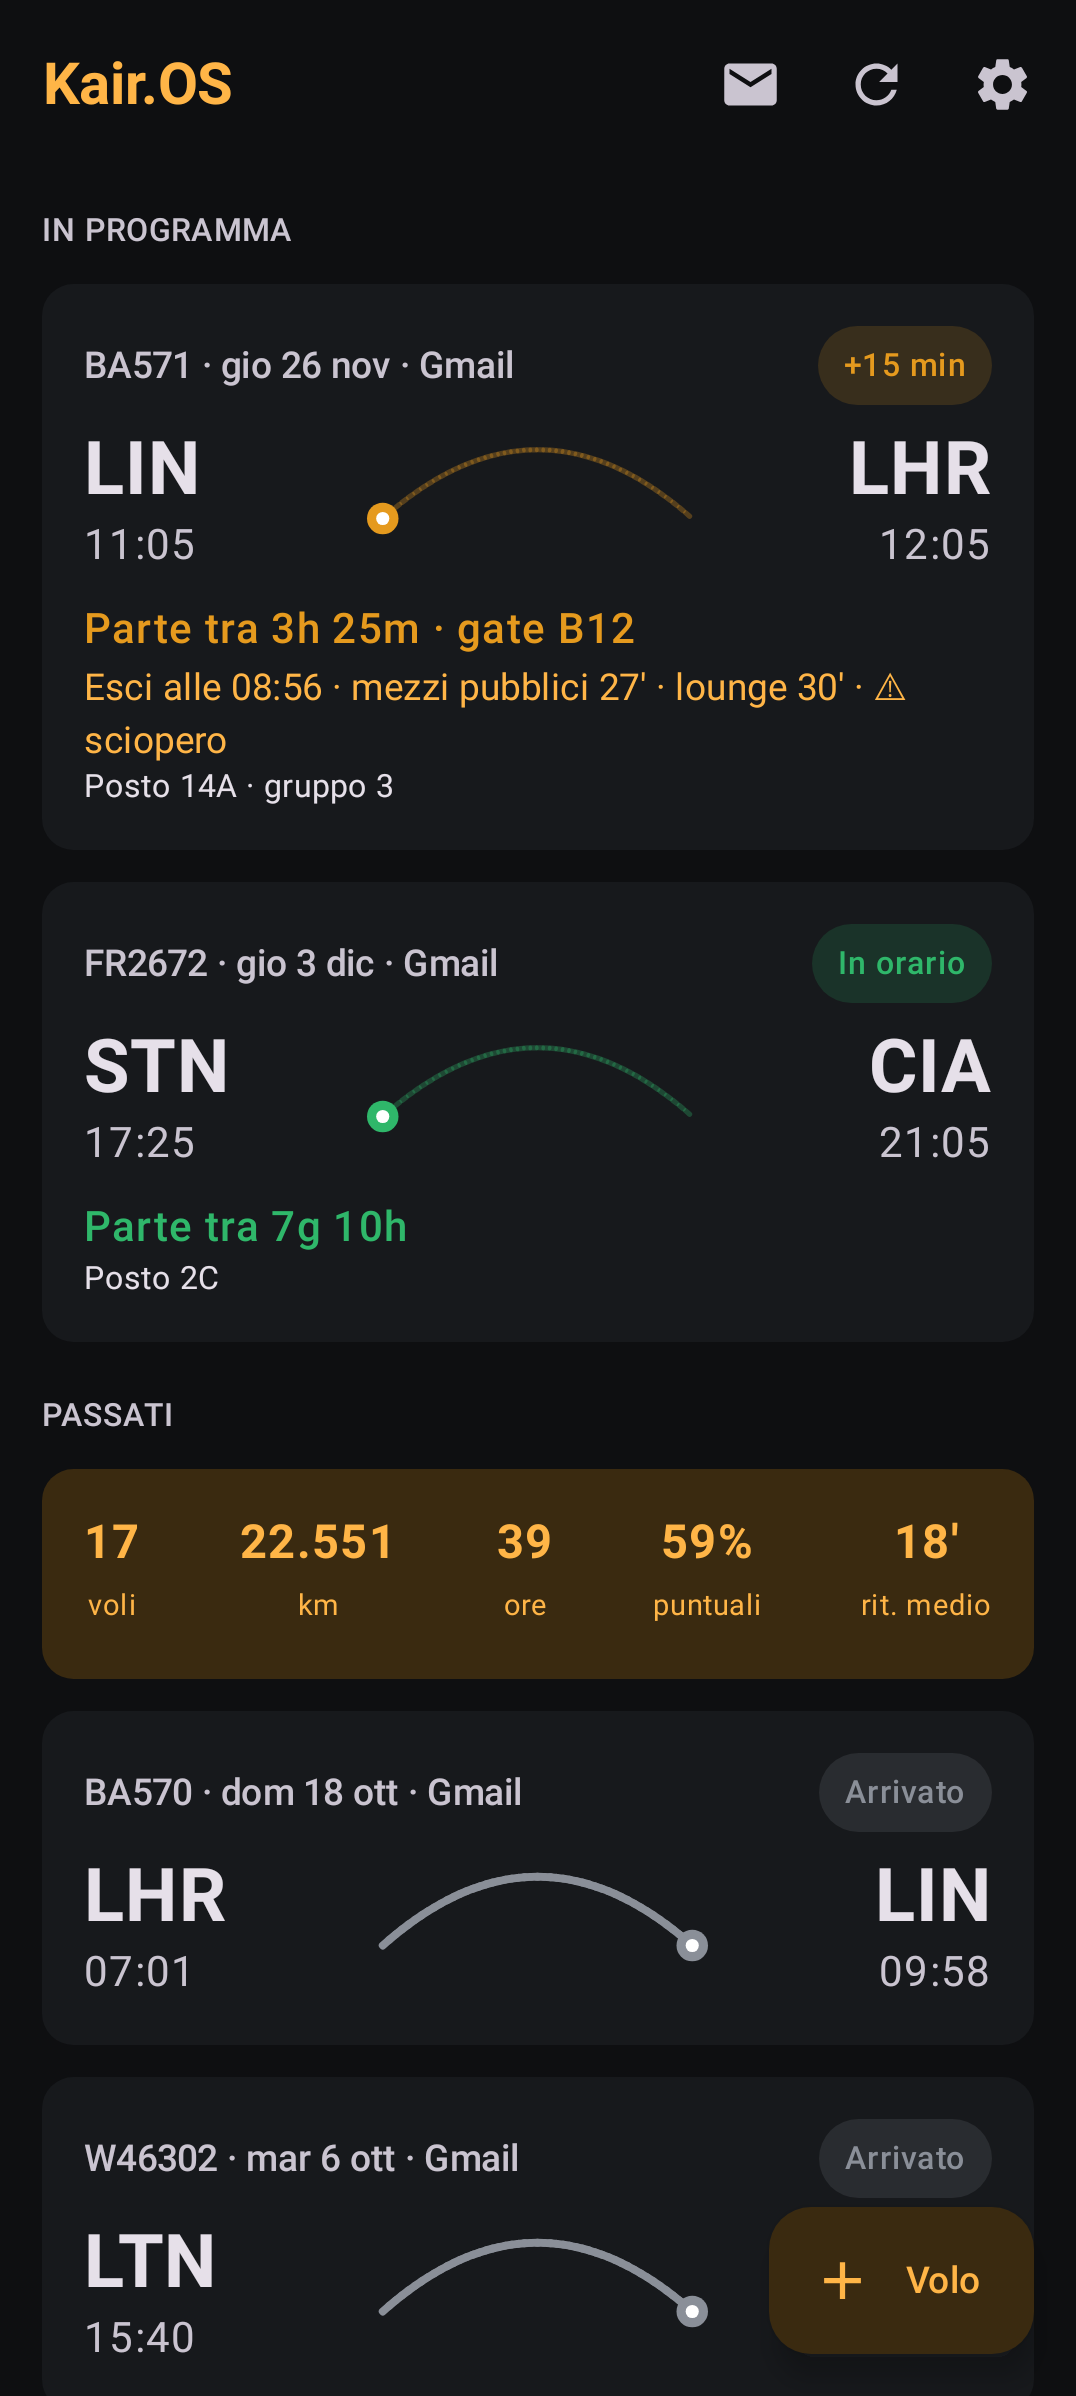 Kair.OS
IN PROGRAMMA
BA571 · gio 26 nov · Gmail
+15 min
LIN
LHR
11:05
12:05
Parte tra 3h 25m · gate B12
Esci alle 08:56 · mezzi pubblici 27' · lounge 30' · ⚠
sciopero
Posto 14A · gruppo 3
FR2672 · gio 3 dic · Gmail
In orario
STN
CIA
17:25
21:05
Parte tra 7g 10h
Posto 2C
PASSATI
17
22.551
39
59%
18'
voli
km
ore
puntuali
rit. medio
BA570 · dom 18 ott · Gmail
Arrivato
LHR
LIN
07:01
09:58
W46302 · mar 6 ott · Gmail
Arrivato
LTN
+ Volo
15:40